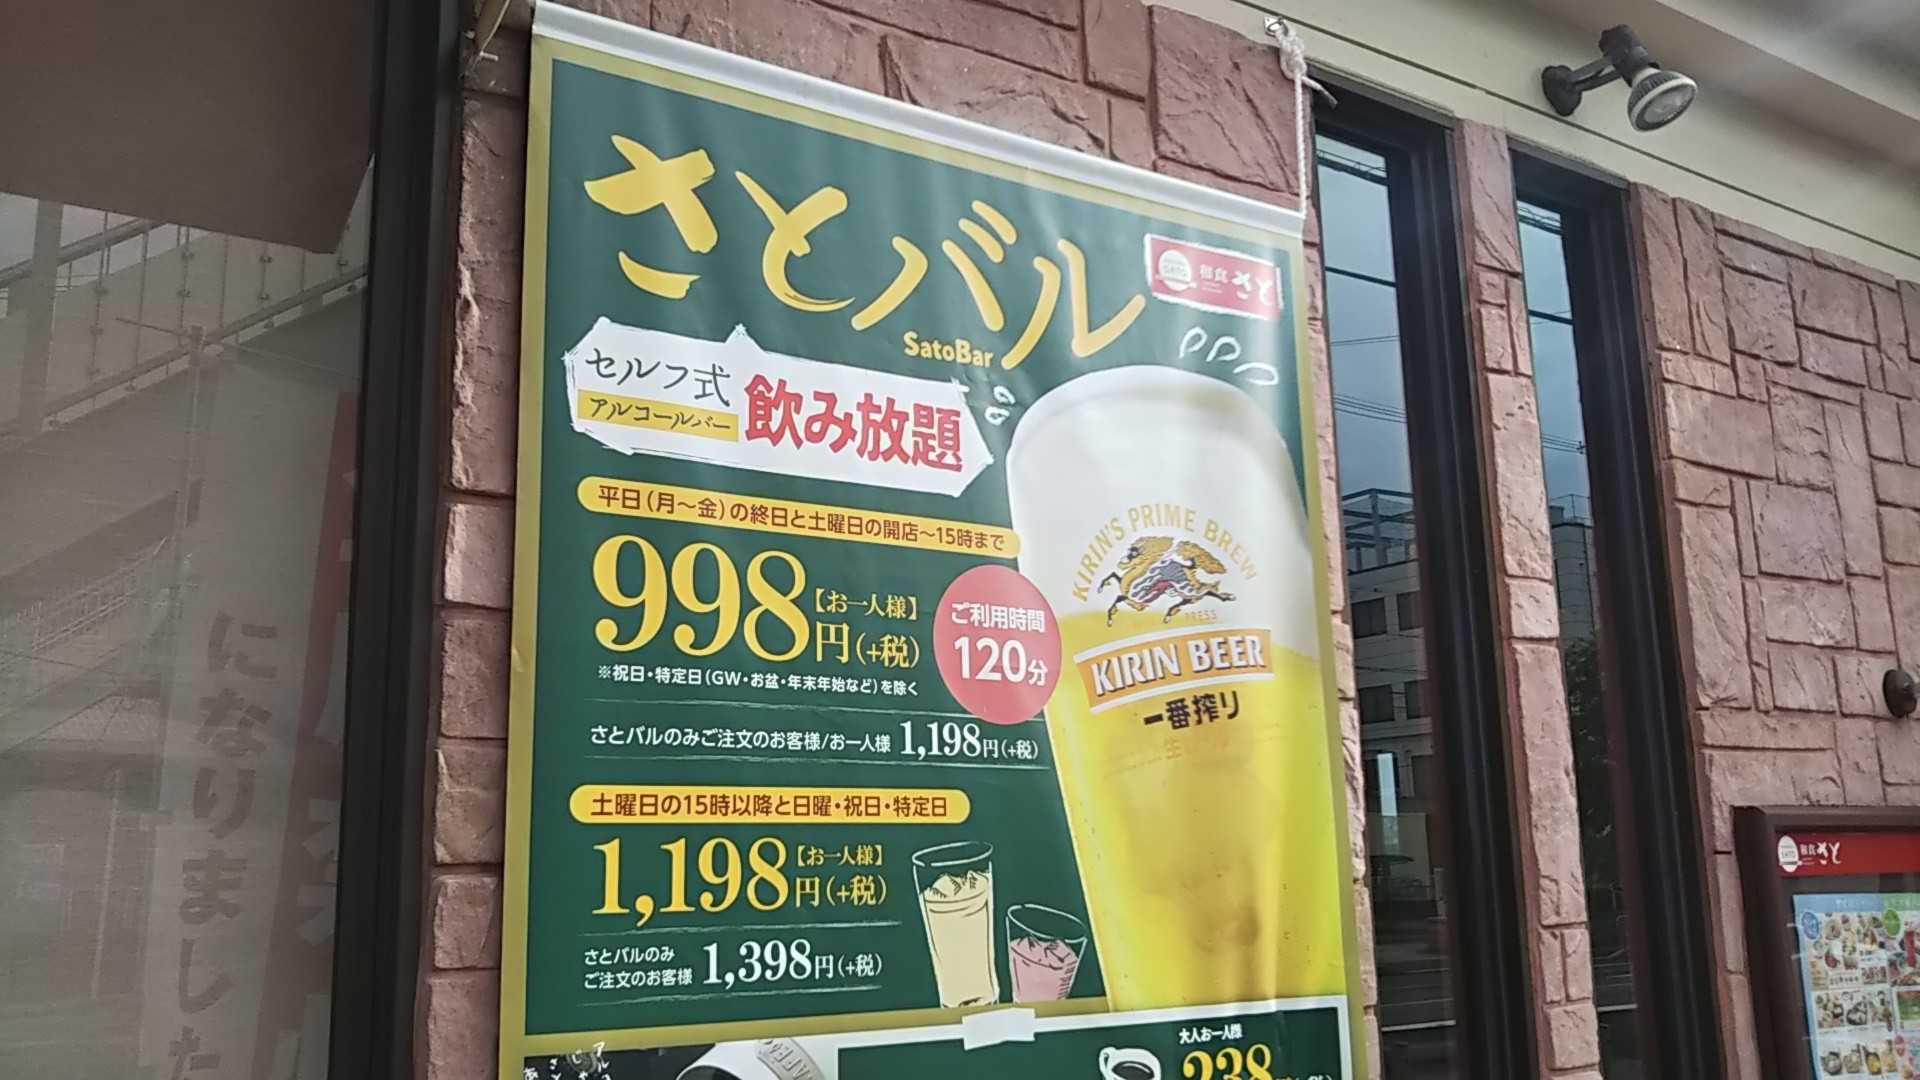 さとバル
SatoBar
SATO 和食さと
セルフ式
アルコールバー
飲み放題
平日(月〜金)の終日と土曜日の開店〜15時まで
998円(+税)【お一人様】
※祝日・特定日(GW・お盆・年末年始など)を除く
ご利用時間
120分
さとバルのみご注文のお客様/お一人様 1,198円(+税)
土曜日の15時以降と日曜・祝日・特定日
1,198円(+税)【お一人様】
さとバルのみ
ご注文のお客様 1,398円(+税)
KIRIN'S PRIME BREW
PRESS
KIRIN BEER
一番搾り
大人お一人様
238
になりました
SATO 和食さと